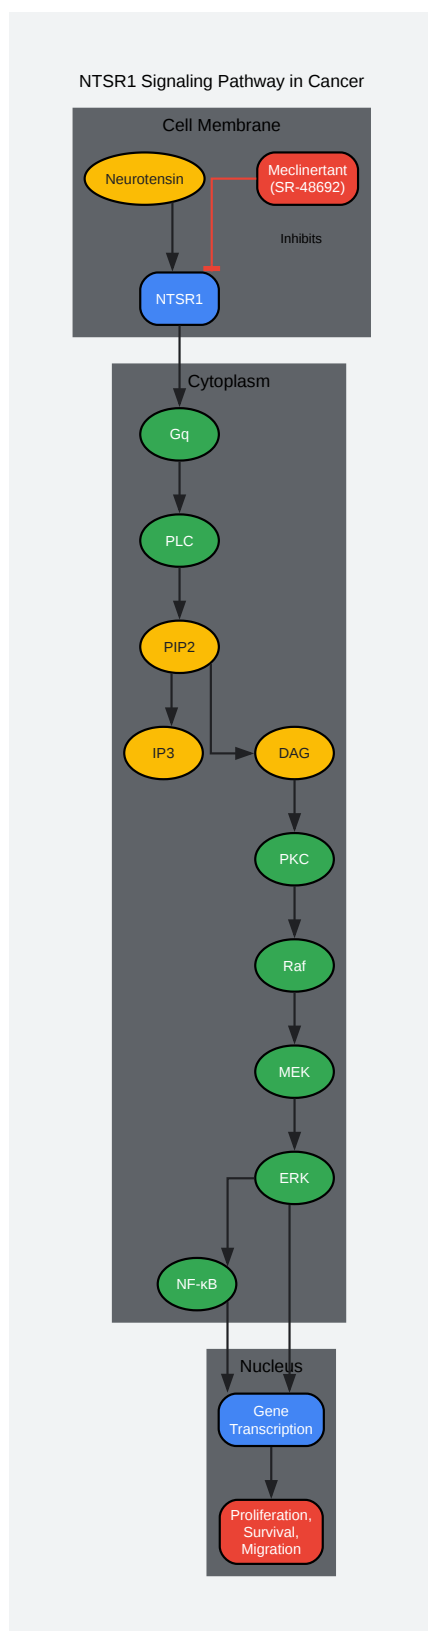 NTSR1 Signaling Pathway in Cancer
Cell Membrane
Neurotensin
Meclinertant
(SR-48692)
Inhibits
NTSR1
Cytoplasm
Gq
PLC
PIP2
IP3
DAG
PKC
Raf
MEK
ERK
NF-κB
Nucleus
Gene
Transcription
Proliferation,
Survival,
Migration